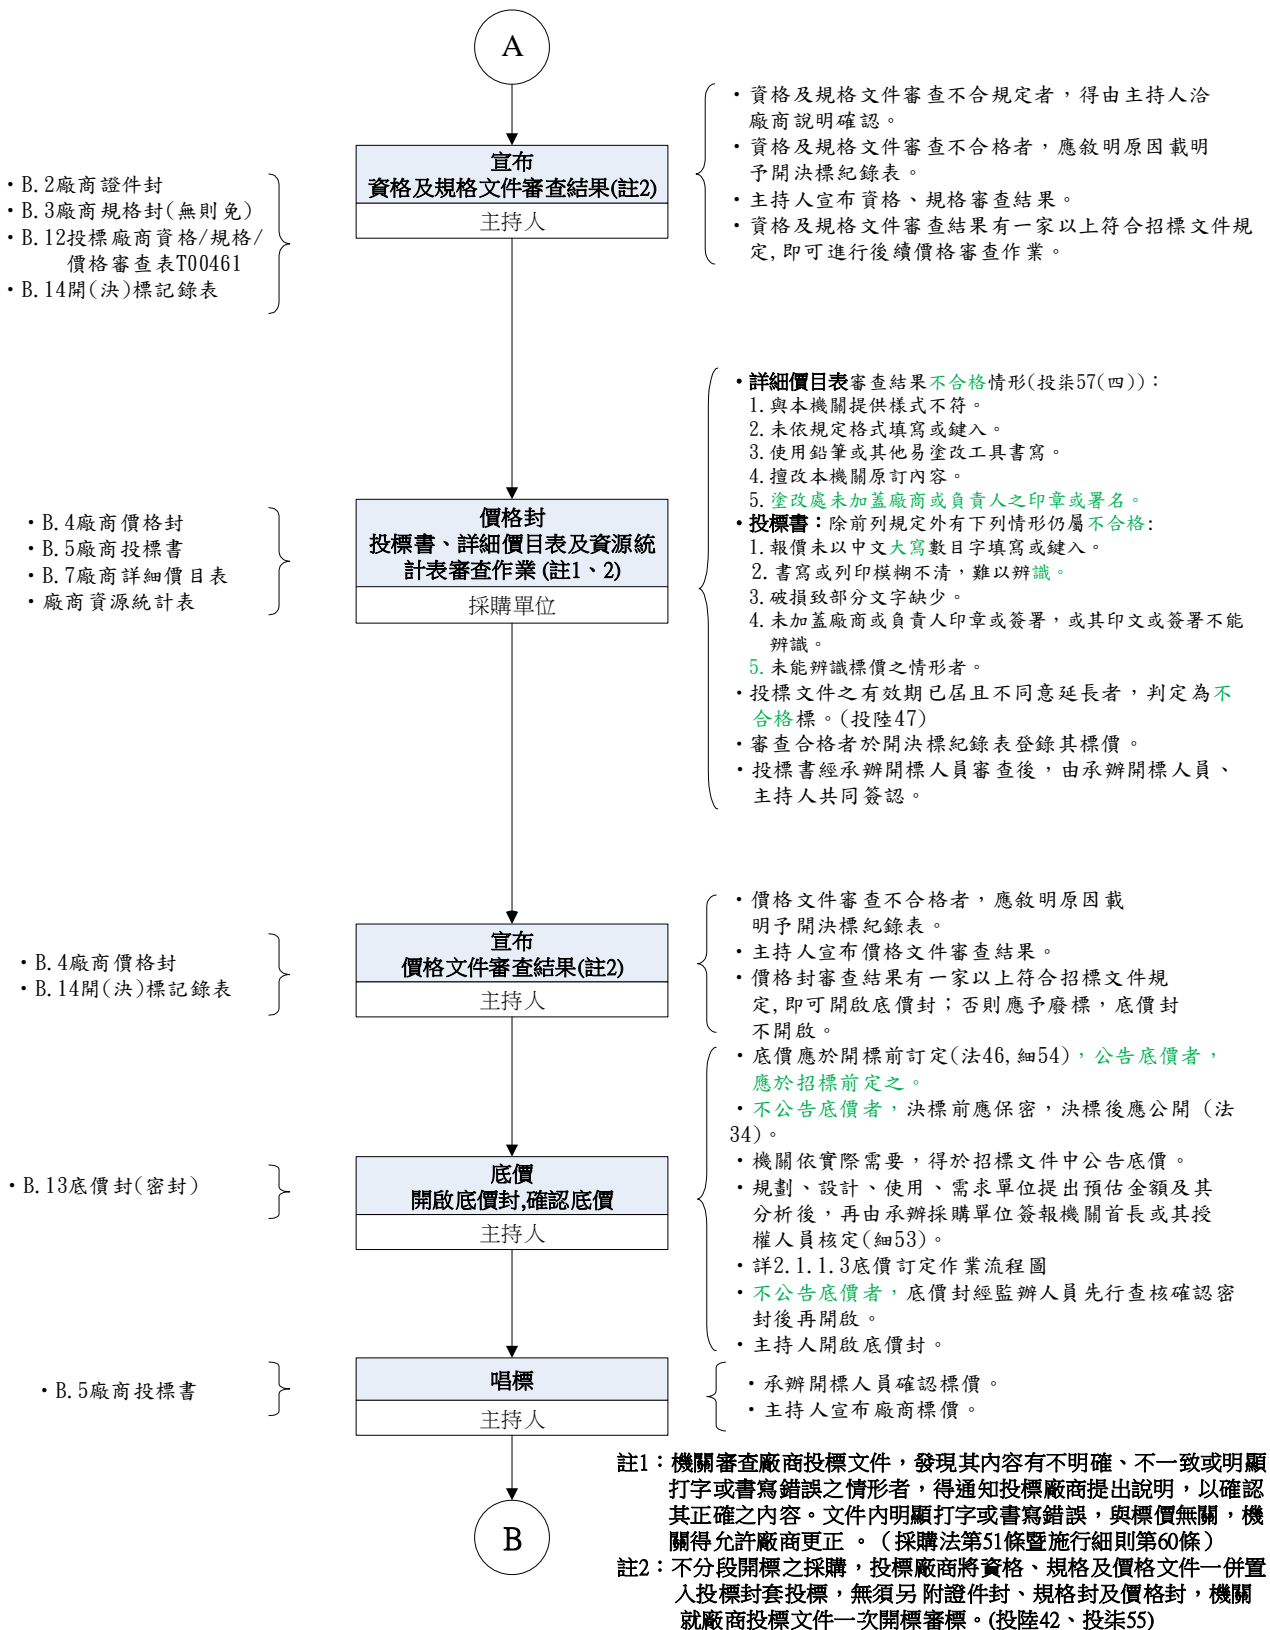 A
宣布
資格及規格文件審查結果(註2)
主持人
・B.2廠商證件封
・B.3廠商規格封(無則免)
・B.12投標廠商資格/規格/
價格審查表T00461
・B.14開(決)標記錄表
・資格及規格文件審查不合規定者，得由主持人洽
廠商說明確認。
・資格及規格文件審查不合格者，應敘明原因載明
予開決標紀錄表。
・主持人宣布資格、規格審查結果。
・資格及規格文件審查結果有一家以上符合招標文件規
定,即可進行後續價格審查作業。
價格封
投標書、詳細價目表及資源統
計表審查作業(註1、2)
採購單位
・B.4廠商價格封
・B.5廠商投標書
・B.7廠商詳細價目表
・廠商資源統計表
・詳細價目表審查結果不合格情形(投柒57(四))：
1.與本機關提供樣式不符。
2.未依規定格式填寫或鍵入。
3.使用鉛筆或其他易塗改工具書寫。
4.擅改本機關原訂內容。
5.塗改處未加蓋廠商或負責人之印章或署名。
・投標書：除前列規定外有下列情形仍屬不合格:
1.報價未以中文大寫數目字填寫或鍵入。
2.書寫或列印模糊不清，難以辨識。
3.破損致部分文字缺少。
4.未加蓋廠商或負責人印章或簽署，或其印文或簽署不能
辨識。
5.未能辨識標價之情形者。
・投標文件之有效期已屆且不同意延長者，判定為不
合格標。(投陸47)
・審查合格者於開決標紀錄表登錄其標價。
・投標書經承辦開標人員審查後，由承辦開標人員、
主持人共同簽認。
宣布
價格文件審查結果(註2)
主持人
・B.4廠商價格封
・B.14開(決)標記錄表
・價格文件審查不合格者，應敘明原因載
明予開決標紀錄表。
・主持人宣布價格文件審查結果。
・價格封審查結果有一家以上符合招標文件規
定,即可開啟底價封；否則應予廢標，底價封
不開啟。
底價
開啟底價封,確認底價
主持人
・B.13底價封(密封)
・底價應於開標前訂定(法46,細54)，公告底價者，
應於招標前定之。
・不公告底價者，決標前應保密，決標後應公開 (法
34)。
・機關依實際需要，得於招標文件中公告底價。
・規劃、設計、使用、需求單位提出預估金額及其
分析後，再由承辦採購單位簽報機關首長或其授
權人員核定(細53)。
・詳2.1.1.3底價訂定作業流程圖
・不公告底價者，底價封經監辦人員先行查核確認密
封後再開啟。
・主持人開啟底價封。
唱標
主持人
・B.5廠商投標書
・承辦開標人員確認標價。
・主持人宣布廠商標價。
B
註1：機關審查廠商投標文件，發現其內容有不明確、不一致或明顯
打字或書寫錯誤之情形者，得通知投標廠商提出說明，以確認
其正確之內容。文件內明顯打字或書寫錯誤，與標價無關，機
關得允許廠商更正 。（採購法第51條暨施行細則第60條）
註2：不分段開標之採購，投標廠商將資格、規格及價格文件一併置
入投標封套投標，無須另附證件封、規格封及價格封，機關
就廠商投標文件一次開標審標。(投陸42、投柒55)